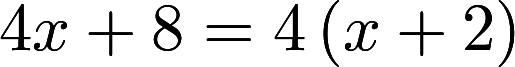 4x + 8 = 4 (x + 2)